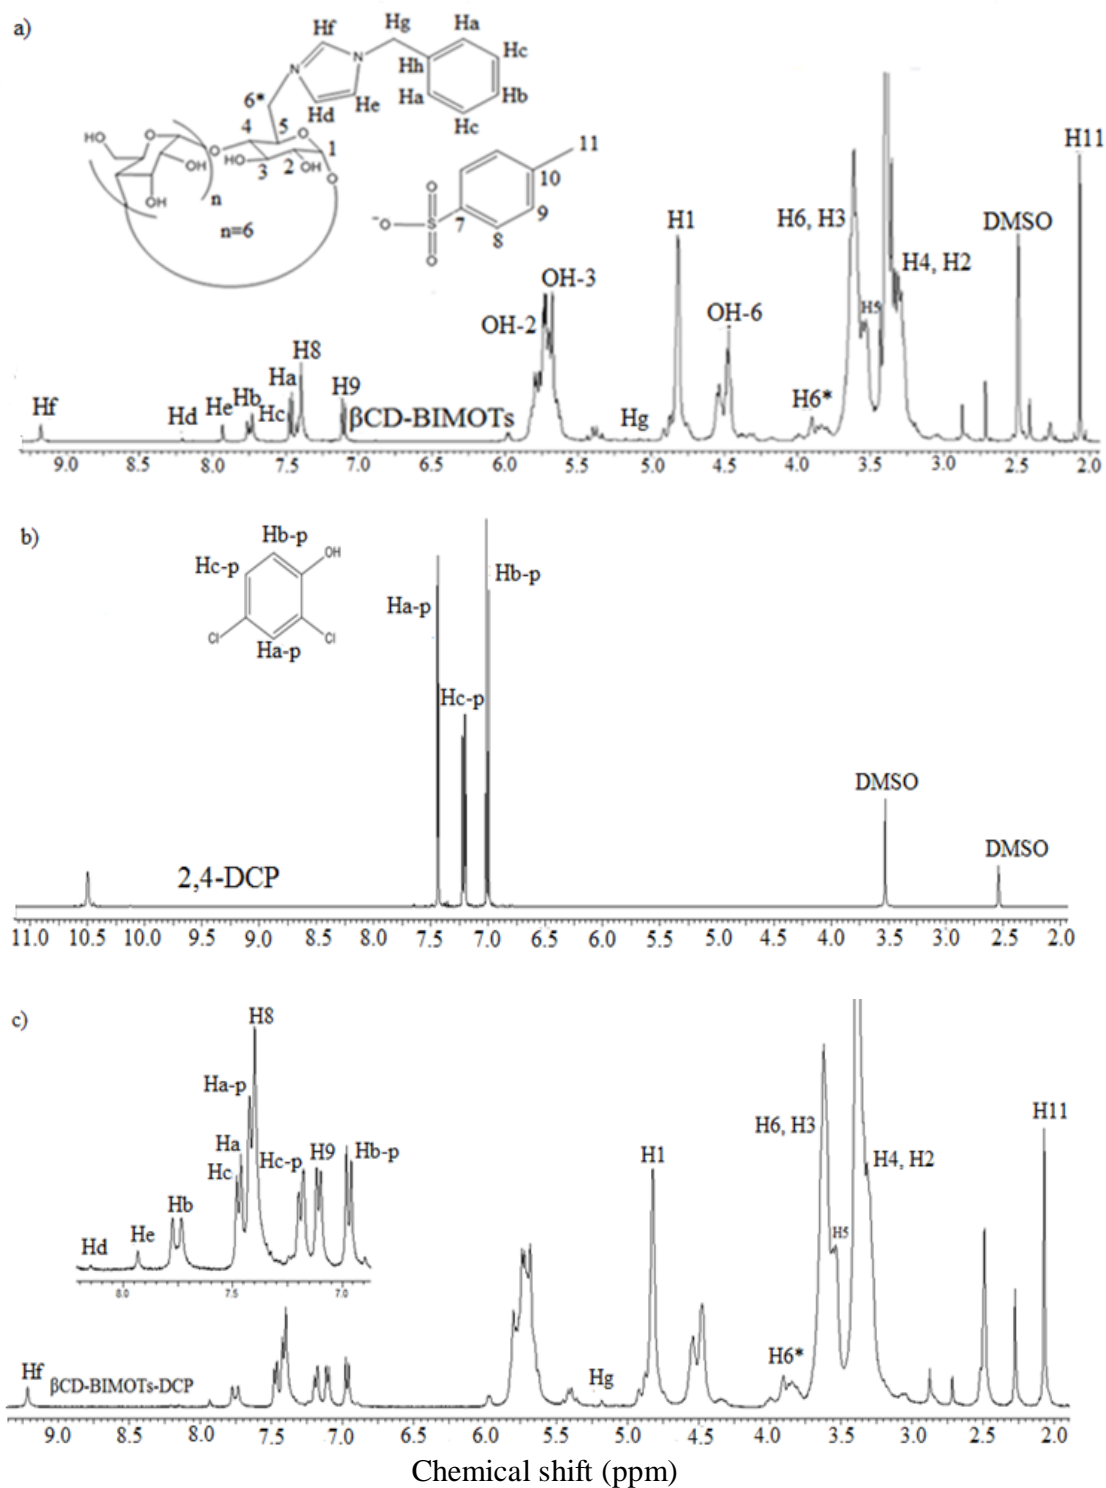 a)
Hf
Hg
Ha
Hc
N
N
Hh
Ha
Hb
Hc
6*
Hd
He
4
5
O
1
HO
O
O
HO
OH
HO
3
2
OH
O
OH
n
n=6
11
10
9
8
7
O
S
-O
O
H11
H1
H6, H3
DMSO
H4, H2
H5
OH-3
OH-2
OH-6
H8
Ha
Hb
H9
Hf
Hd
He
Hc
βCD-BIMOTs
Hg
H6*
9.0 8.5 8.0 7.5 7.0 6.5 6.0 5.5 5.0 4.5 4.0 3.5 3.0 2.5 2.0
b)
Hb-p
OH
Hc-p
Cl
Cl
Ha-p
Ha-p
Hb-p
Hc-p
DMSO
DMSO
2,4-DCP
11.0 10.5 9.5 9.0 8.5 8.0 7.5 7.0 6.5 6.0 5.5 5.0 4.5 4.0 3.5 3.0 2.5 2.0
c)
H8
Ha-p
Ha
Hc
Hc-p
H9
Hb-p
Hb
He
Hd
8.0 7.5 7.0
H1
H6, H3
H11
H4, H2
H5
H6*
Hg
Hf
βCD-BIMOTs-DCP
9.0 8.5 8.0 7.5 7.0 6.5 6.0 5.5 5.0 4.5 4.0 3.5 3.0 2.5 2.0
Chemical shift (ppm)